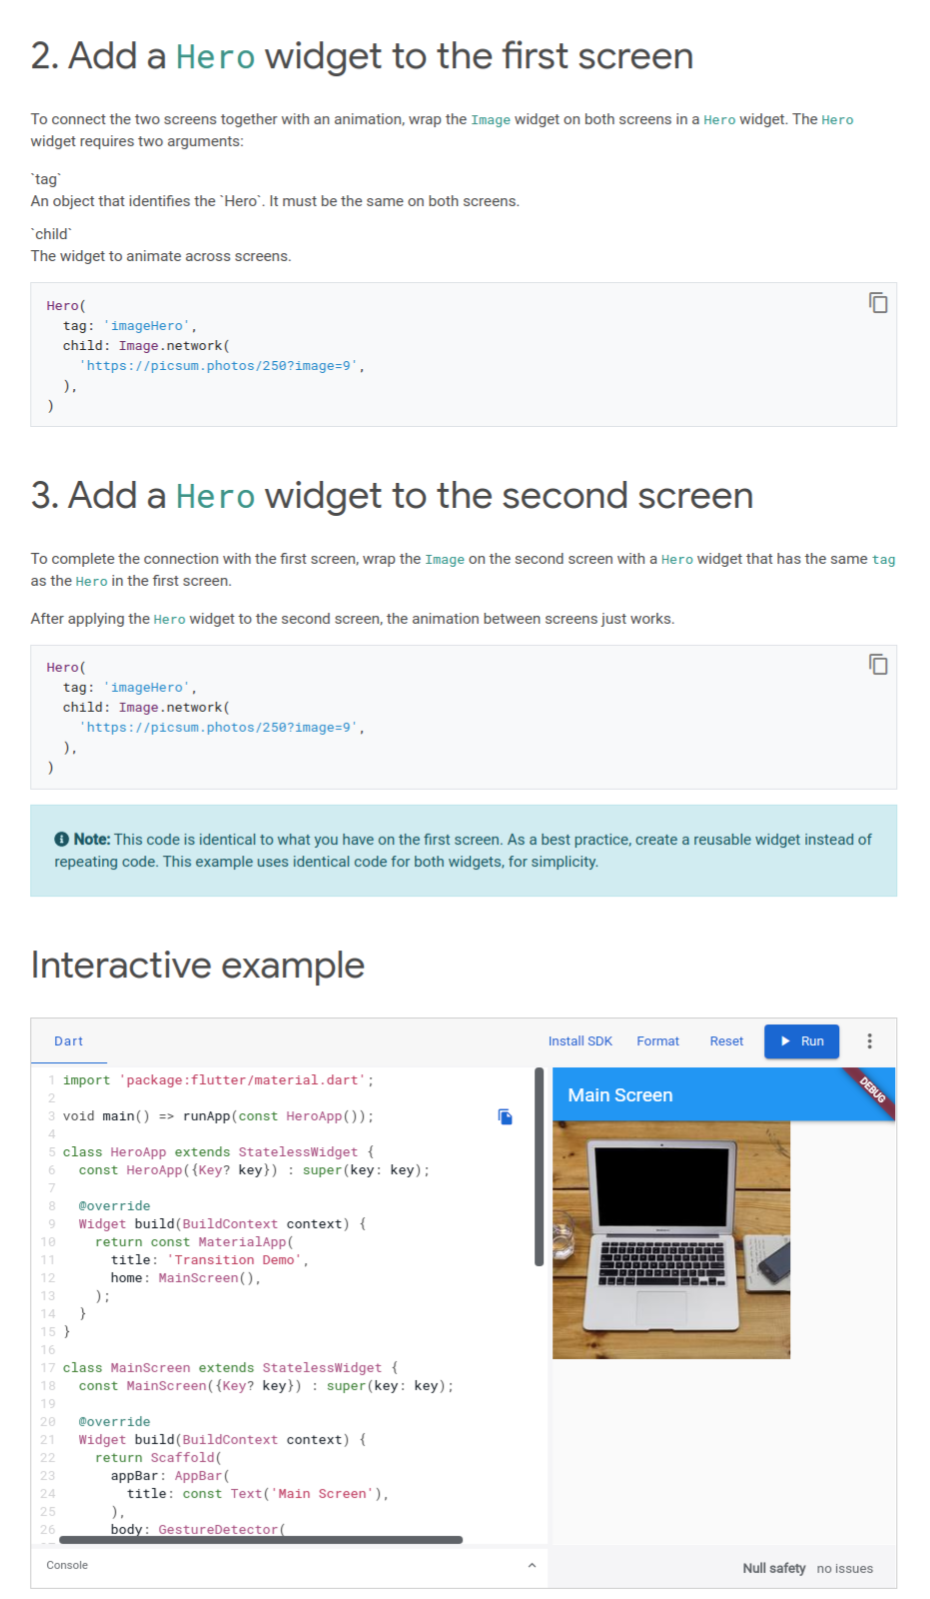 2. Add a Hero widget to the first screen
To connect the two screens together with an animation, wrap the Image widget on both screens in a Hero widget. The Hero
widget requires two arguments:
`tag`
An object that identifies the `Hero`. It must be the same on both screens.
`child`
The widget to animate across screens.
Hero(
  tag: 'imageHero',
  child: Image.network(
    'https://picsum.photos/250?image=9',
  ),
)
3. Add a Hero widget to the second screen
To complete the connection with the first screen, wrap the Image on the second screen with a Hero widget that has the same tag
as the Hero in the first screen.
After applying the Hero widget to the second screen, the animation between screens just works.
Hero(
  tag: 'imageHero',
  child: Image.network(
    'https://picsum.photos/250?image=9',
  ),
)
Note: This code is identical to what you have on the first screen. As a best practice, create a reusable widget instead of
repeating code. This example uses identical code for both widgets, for simplicity.
Interactive example
Dart
Install SDK Format Reset Run
1 import 'package:flutter/material.dart';
2
3 void main() => runApp(const HeroApp());
4
5 class HeroApp extends StatelessWidget {
6   const HeroApp({Key? key}) : super(key: key);
7
8   @override
9   Widget build(BuildContext context) {
10     return const MaterialApp(
11       title: 'Transition Demo',
12       home: MainScreen(),
13     );
14   }
15 }
16
17 class MainScreen extends StatelessWidget {
18   const MainScreen({Key? key}) : super(key: key);
19
20   @override
21   Widget build(BuildContext context) {
22     return Scaffold(
23       appBar: AppBar(
24         title: const Text('Main Screen'),
25       ),
26       body: GestureDetector(
Main Screen
DEBUG
Console
Null safety no issues